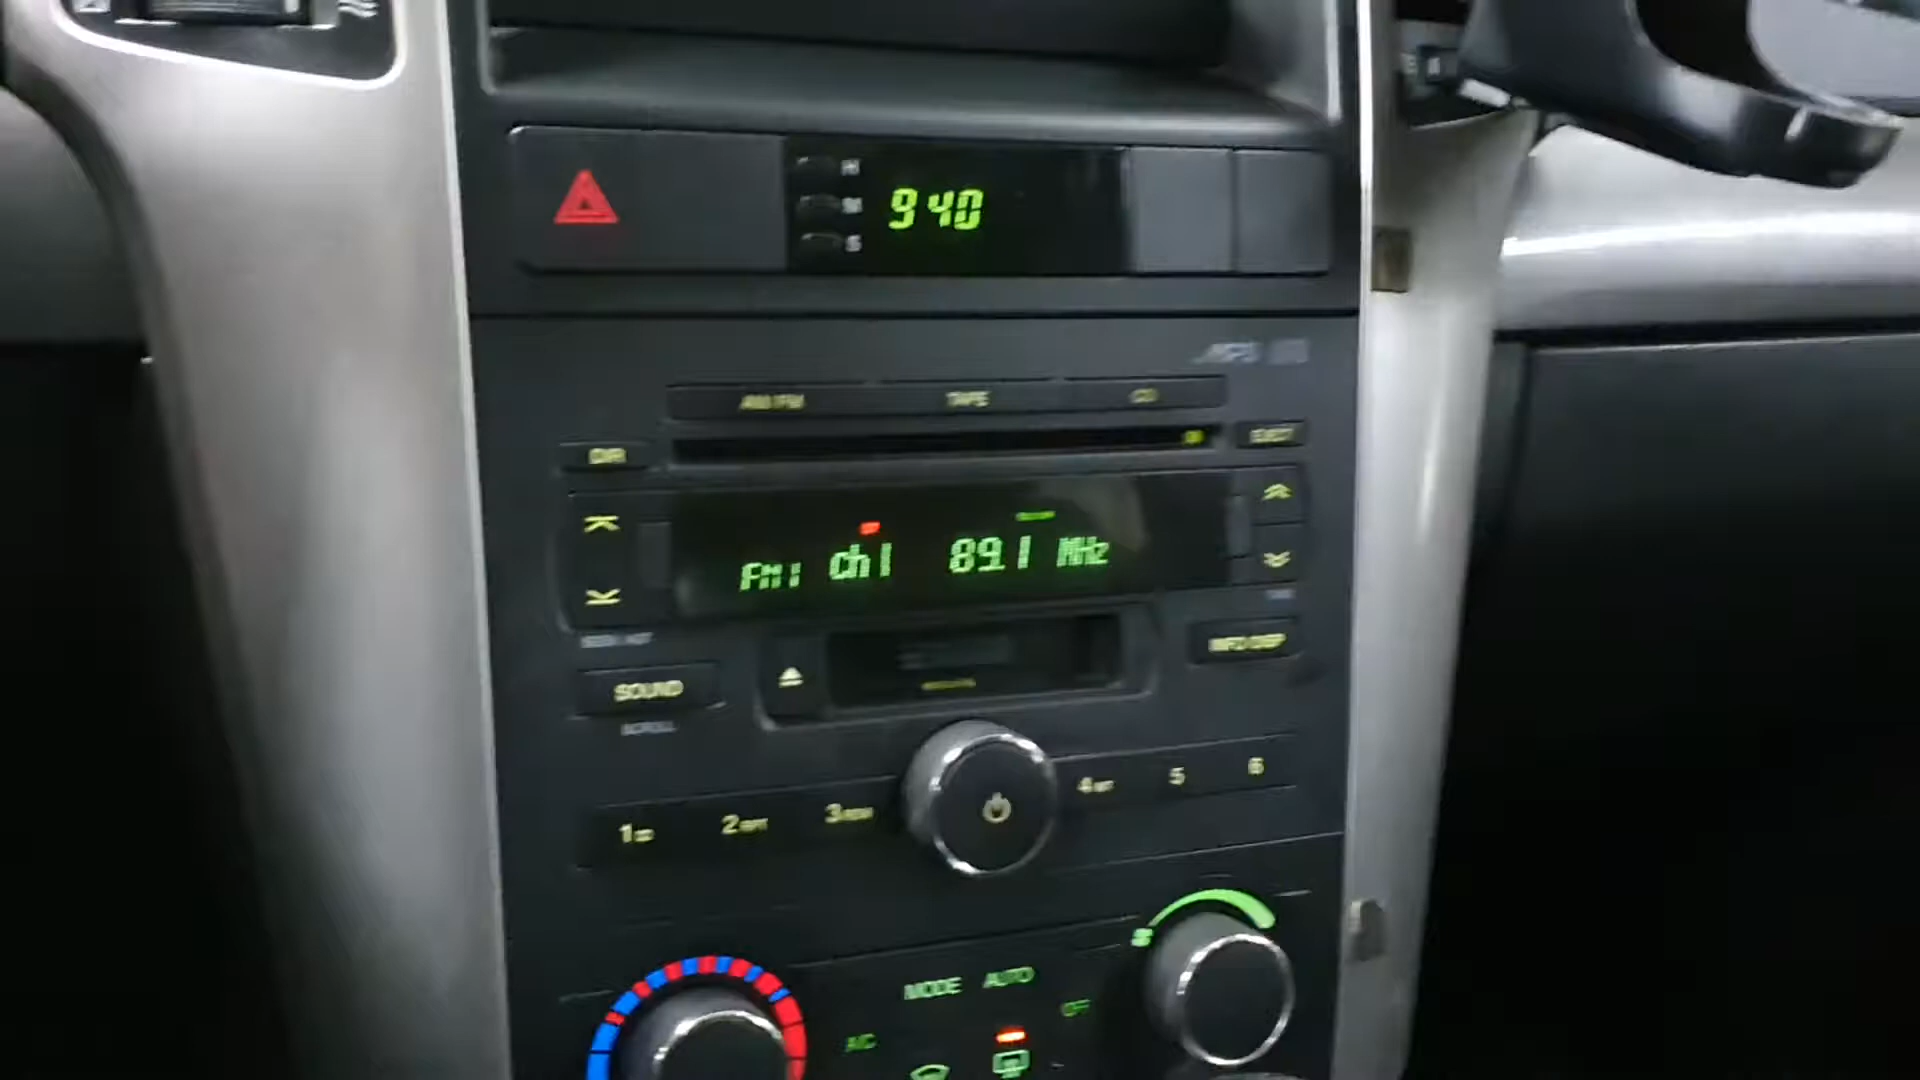 H
M
S
9 40
AM/FM TAPE CD
DIR
EJECT
FM1 ch1 89.1 MHz
SOUND
SCROLL
INFO DISP
1
2
3
4
5
6
MODE AUTO
A/C
OFF